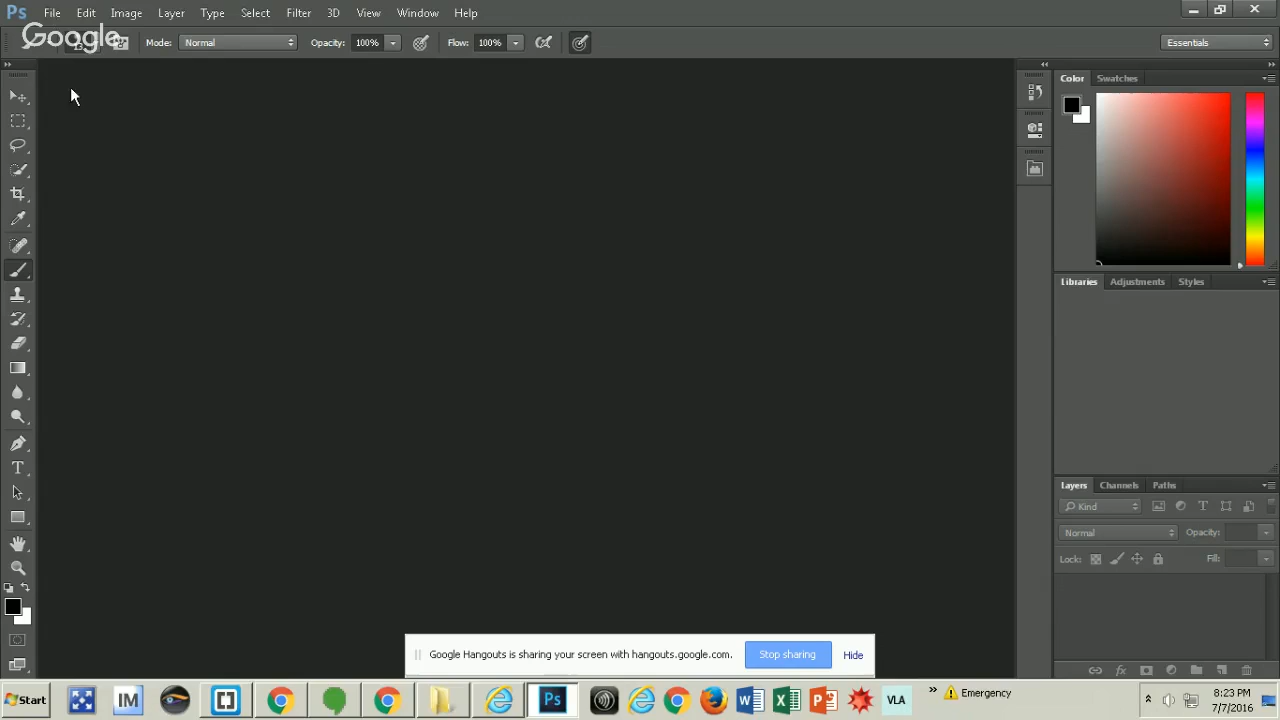 Ps File Edit Image Layer Type Select Filter 3D View Window Help
Google
Mode: Normal Opacity: 100% Flow: 100% Essentials
Color Swatches
Libraries Adjustments Styles
Layers Channels Paths
Kind
Normal Opacity:
Lock: Fill:
T
Google Hangouts is sharing your screen with hangouts.google.com. Stop sharing Hide
Start IM Ps VLA » Emergency 8:23 PM
7/7/2016